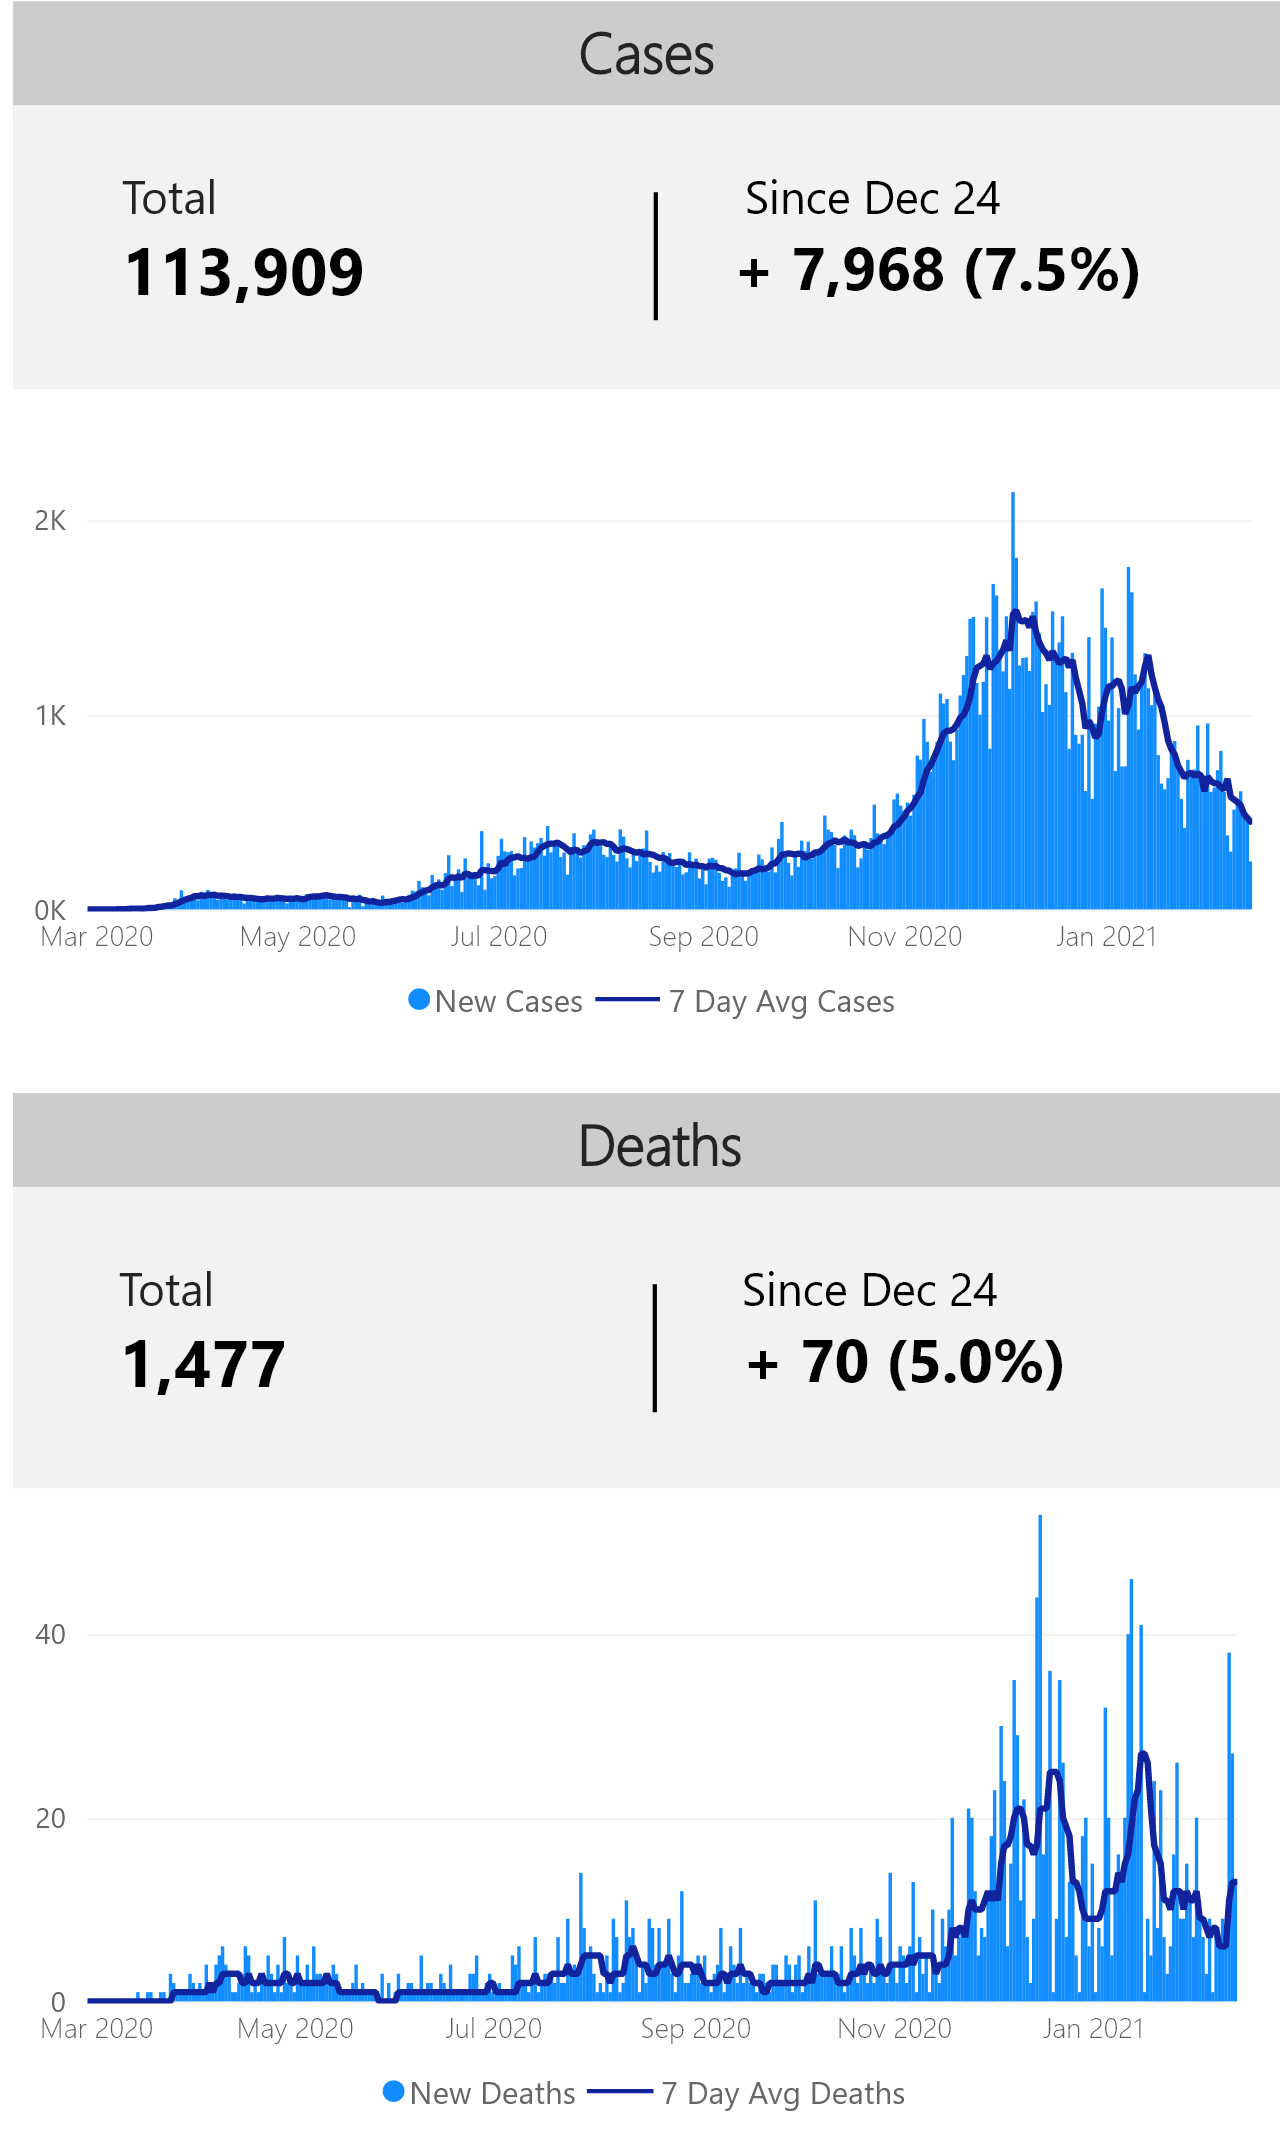 Cases
Total
Since Dec 24
113,909
+ 7,968 (7.5%)
2K
1K
0K
Mar 2020 May 2020 Jul 2020 Sep 2020 Nov 2020 Jan 2021
New Cases 7 Day Avg Cases
Deaths
Total
Since Dec 24
1,477
+ 70 (5.0%)
40
20
0
Mar 2020 May 2020 Jul 2020 Sep 2020 Nov 2020 Jan 2021
New Deaths 7 Day Avg Deaths